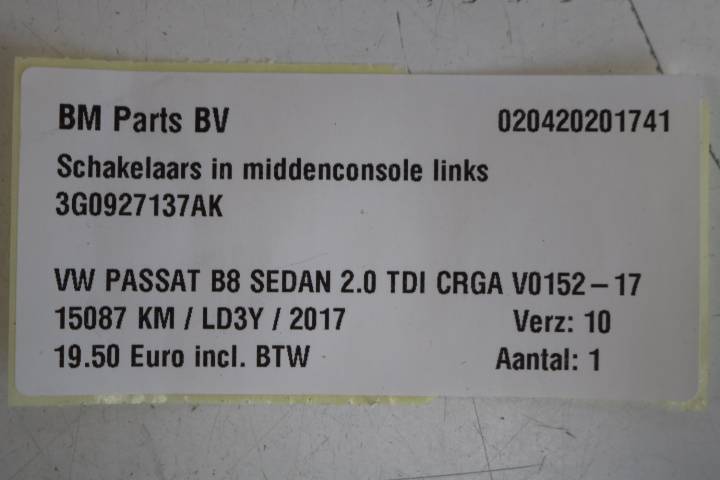 BM Parts BV 020420201741
Schakelaars in middenconsole links
3G0927137AK
VW PASSAT B8 SEDAN 2.0 TDI CRGA V0152-17
15087 KM / LD3Y / 2017 Verz: 10
19.50 Euro incl. BTW Aantal: 1